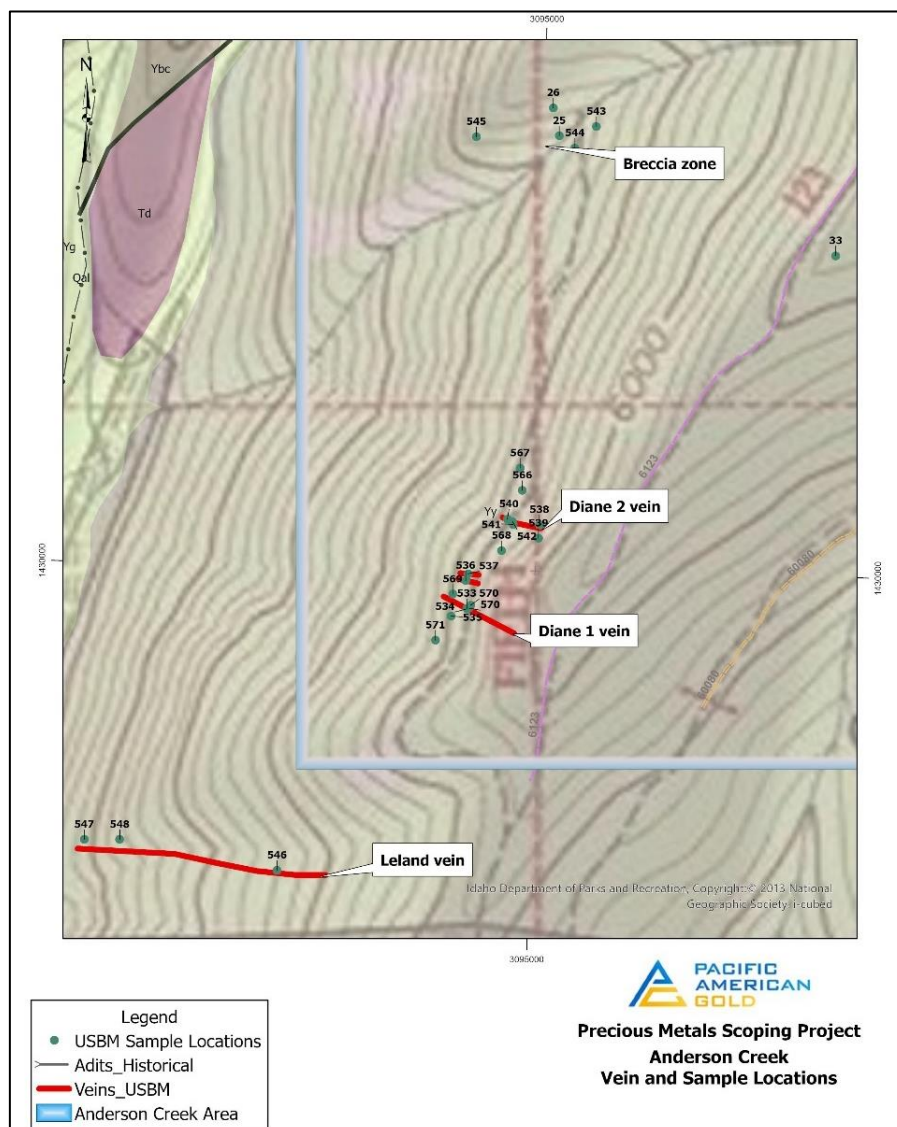 3095000
N
Ybc
26
543
545
25
544
Breccia zone
123
Td
33
Yg
Qal
6000
567
6123
566
540
538
Diane 2 vein
Yy
541
539
542
568
1430000
536
537
1430000
569
533
570
534
570
535
Diane 1 vein
571
60080
60080
6123
547
548
546
Leland vein
Idaho Department of Parks and Recreation, Copyright:© 2013 National
Geographic Society, i-cubed
3095000
PACIFIC
AMERICAN
GOLD
Legend
USBM Sample Locations
Adits_Historical
Veins_USBM
Anderson Creek Area
Precious Metals Scoping Project
Anderson Creek
Vein and Sample Locations